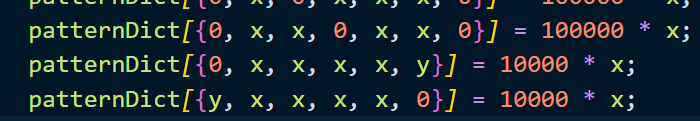 patternDict[{0, x, x, 0, x, x, 0}] = 100000 * x;
patternDict[{0, x, x, x, x, y}] = 10000 * x;
patternDict[{y, x, x, x, x, 0}] = 10000 * x;